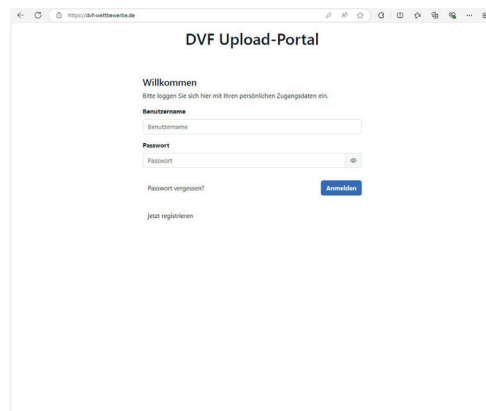 https://dvf-wettbewerbe.de
DVF Upload-Portal
Willkommen
Bitte loggen Sie sich hier mit Ihren persönlichen Zugangsdaten ein.
Benutzername
Benutzername
Passwort
Passwort
Passwort vergessen?
Anmelden
jetzt registrieren